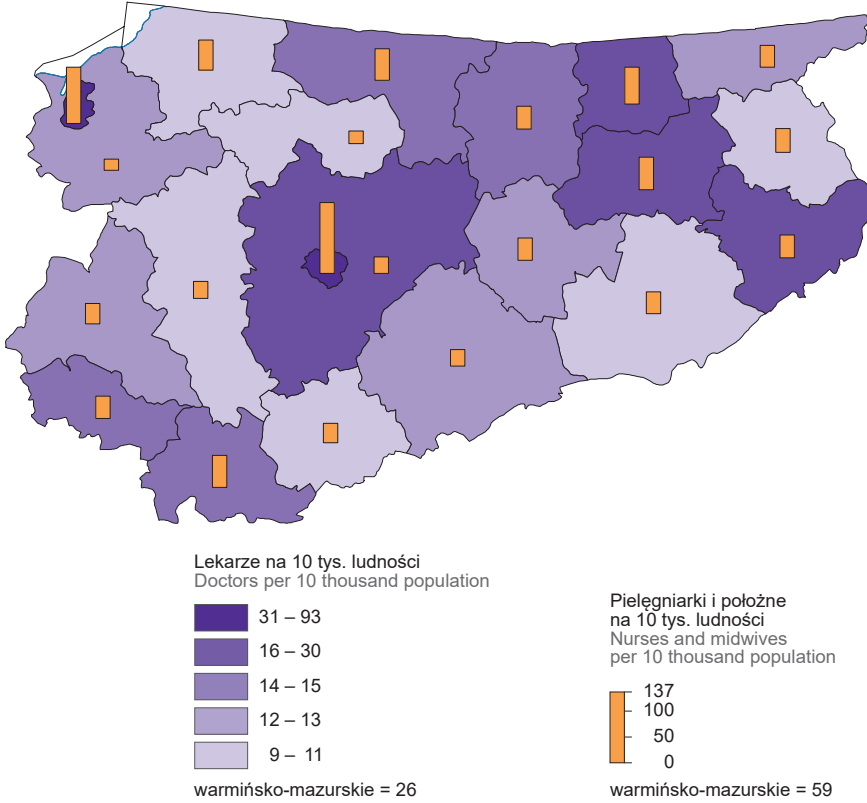 Lekarze na 10 tys. ludności
Doctors per 10 thousand population
31 – 93
16 – 30
14 – 15
12 – 13
9 – 11
warmińsko-mazurskie = 26
Pielęgniarki i położne
na 10 tys. ludności
Nurses and midwives
per 10 thousand population
137
100
50
0
warmińsko-mazurskie = 59